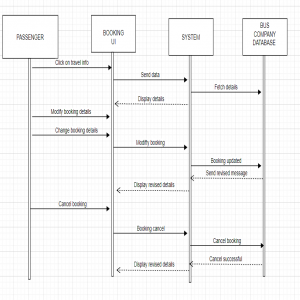 PASSENGER
BOOKING
UI
SYSTEM
BUS
COMPANY
DATABASE
Click on bavel info
Send data
Fetch details
Display details
Modify booking details
Change booking details
Modiffy booking
Booking updated
Send revised message
Display revised details
Cancel booking
Booking cancel
Cancel booking
Cancel successful
Display revised details